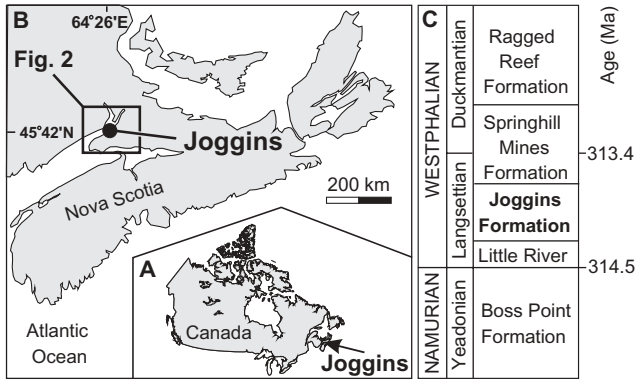 B
64°26'E
Fig. 2
45°42'N
Joggins
200 km
Nova Scotia
A
Canada
Joggins
Atlantic
Ocean
C
WESTPHALIAN
NAMURIAN
Duckmantian
Langsettian
Yeadonian
Ragged
Reef
Formation
Springhill
Mines
Formation
Joggins
Formation
Little River
Boss Point
Formation
Age (Ma)
313.4
314.5